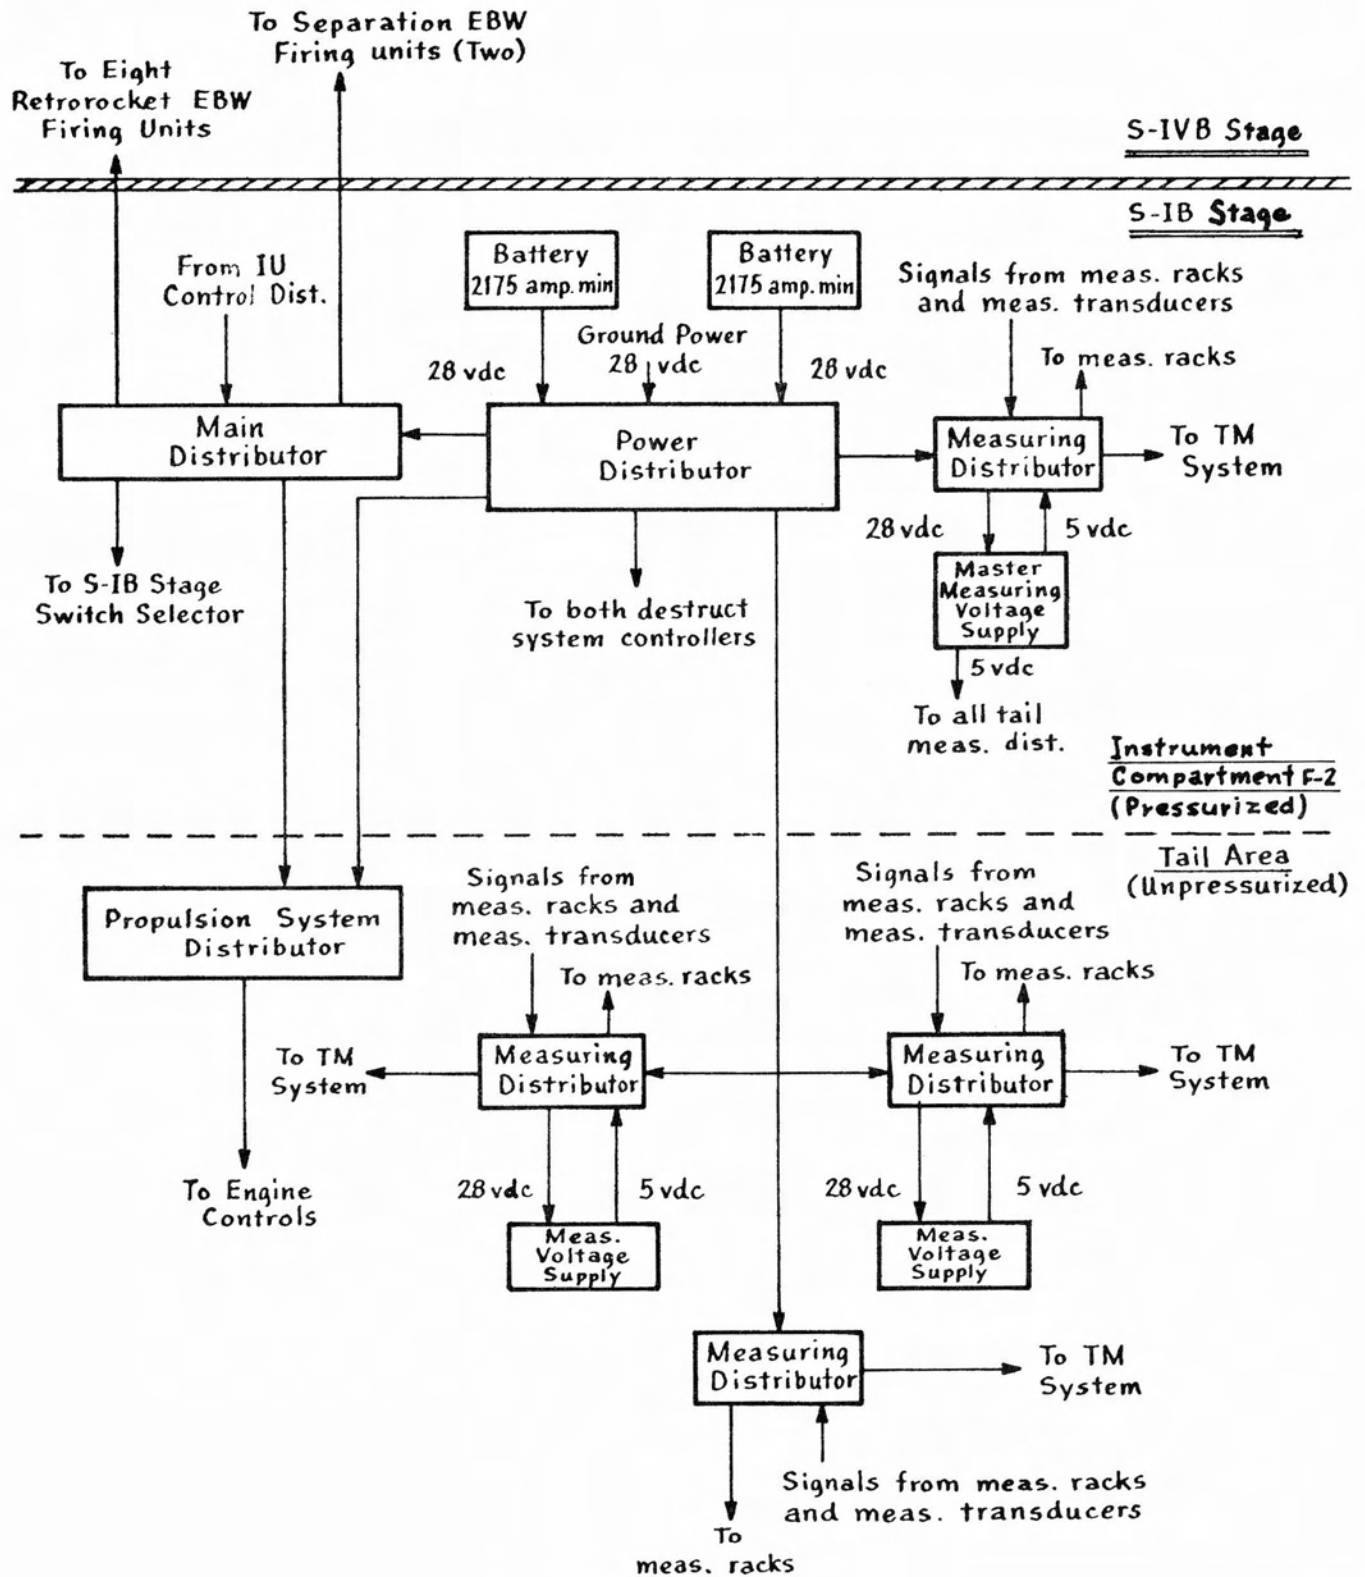 To Separation EBW
Firing units (Two)
To Eight
Retrorocket EBW
Firing Units
S-IVB Stage
S-IB Stage
From IU
Control Dist.
Battery
2175 amp. min
Battery
2175 amp. min
Signals from meas. racks
and meas. transducers
Ground Power
28 vdc
28 vdc
28 vdc
To meas. racks
Main
Distributor
Power
Distributor
Measuring
Distributor
To TM
System
28 vdc
5 vdc
To S-IB Stage
Switch Selector
To both destruct
system controllers
Master
Measuring
Voltage
Supply
5 vdc
To all tail
meas. dist.
Instrument
Compartment F-2
(Pressurized)
Tail Area
(Unpressurized)
Propulsion System
Distributor
Signals from
meas. racks and
meas. transducers
To meas. racks
Signals from
meas. racks and
meas. transducers
To meas. racks
To TM
System
Measuring
Distributor
Measuring
Distributor
To TM
System
To Engine
Controls
28 vdc
5 vdc
28 vdc
5 vdc
Meas.
Voltage
Supply
Meas.
Voltage
Supply
Measuring
Distributor
To TM
System
Signals from meas. racks
and meas. transducers
To
meas. racks